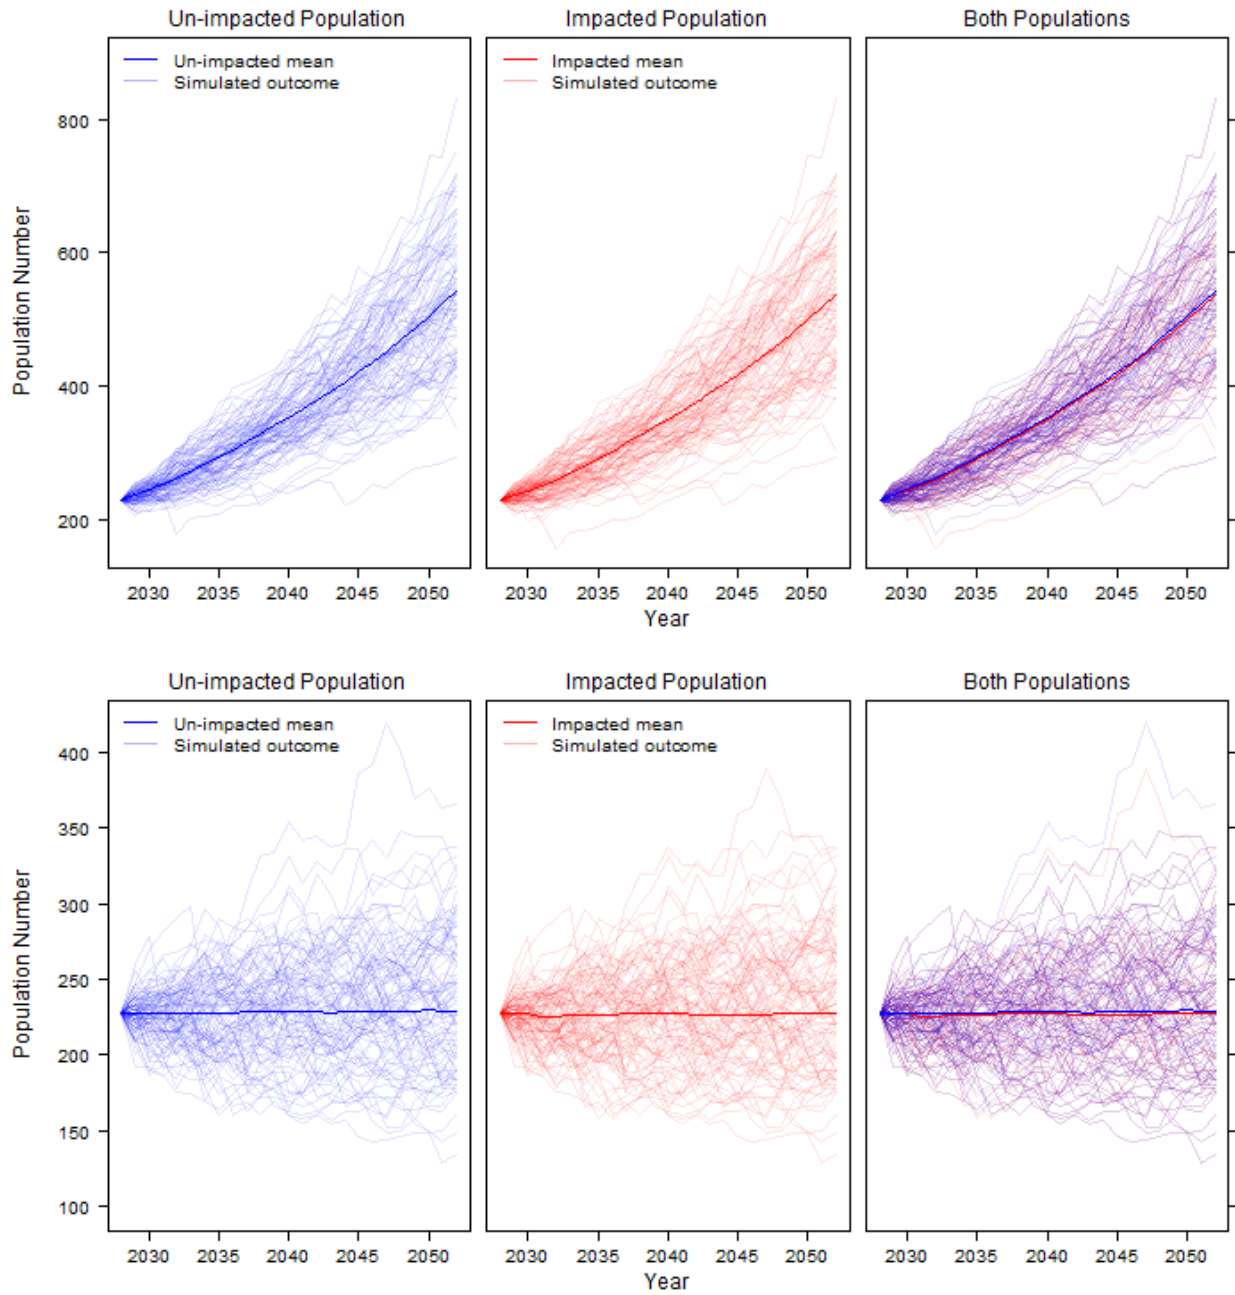 Un-impacted Population
Impacted Population
Both Populations
Un-impacted mean
Simulated outcome
Impacted mean
Simulated outcome
Population Number
800
600
400
200
2030 2035 2040 2045 2050
2030 2035 2040 2045 2050
2030 2035 2040 2045 2050
Year
Un-impacted Population
Impacted Population
Both Populations
Un-impacted mean
Simulated outcome
Impacted mean
Simulated outcome
Population Number
400
350
300
250
200
150
100
2030 2035 2040 2045 2050
2030 2035 2040 2045 2050
2030 2035 2040 2045 2050
Year